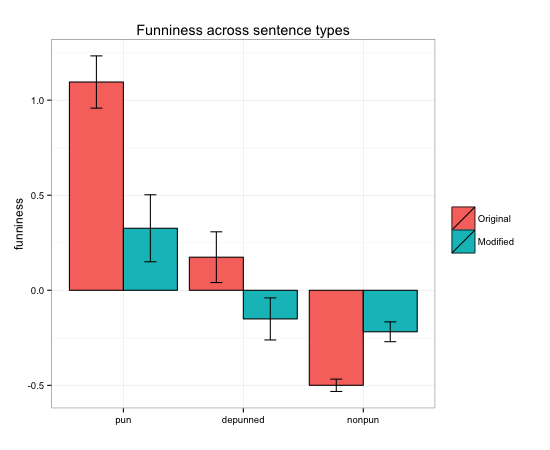 Funniness across sentence types
funniness
1.0
0.5
0.0
-0.5
pun depunned nonpun
Original
Modified